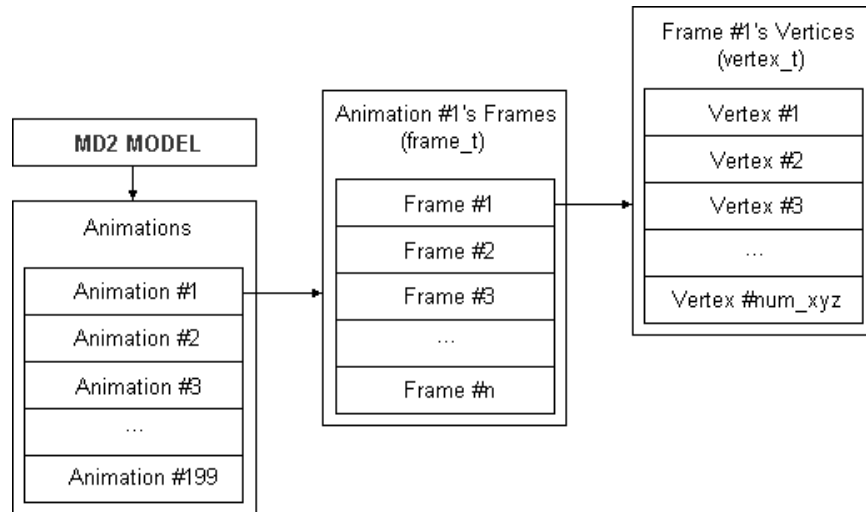 MD2 MODEL
Animations
Animation #1
Animation #2
Animation #3
...
Animation #199
Animation #1's Frames
(frame_t)
Frame #1
Frame #2
Frame #3
...
Frame #n
Frame #1's Vertices
(vertex_t)
Vertex #1
Vertex #2
Vertex #3
...
Vertex #num_xyz